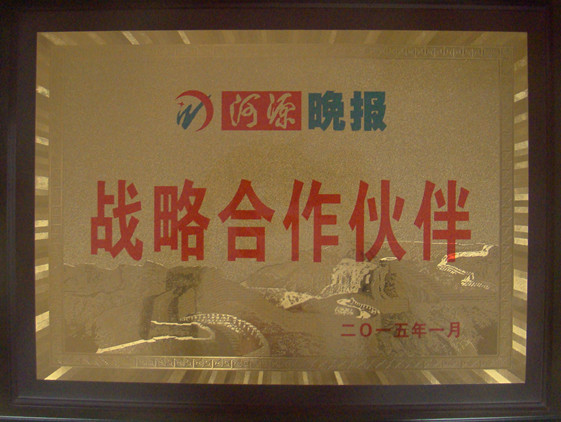 河源晚报
战略合作伙伴
二〇一五年一月